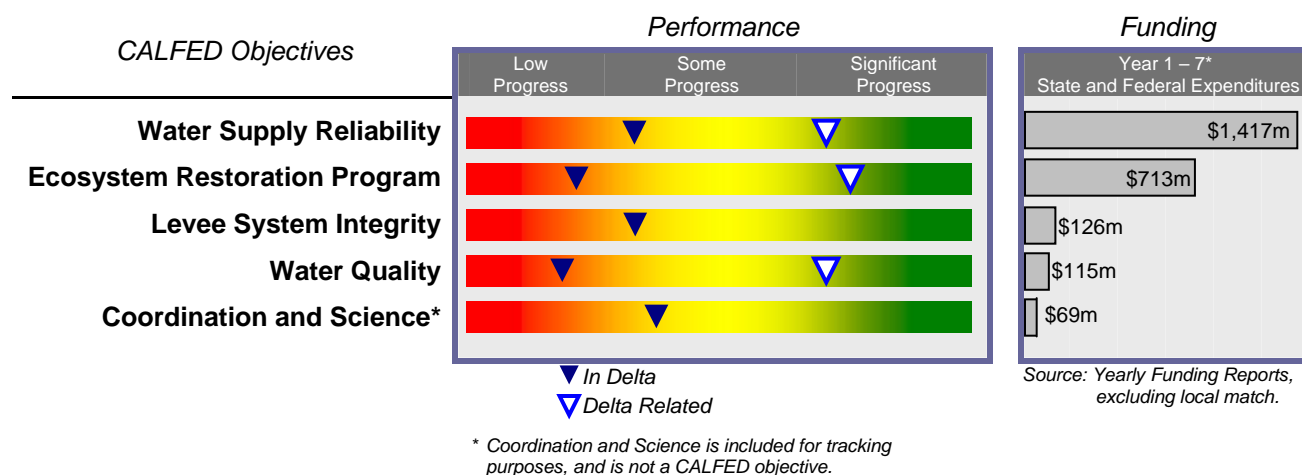 Performance
Funding
CALFED Objectives
Low
Progress
Some
Progress
Significant
Progress
Year 1 – 7*
State and Federal Expenditures
Water Supply Reliability
$1,417m
Ecosystem Restoration Program
$713m
Levee System Integrity
$126m
Water Quality
$115m
Coordination and Science*
$69m
In Delta
Delta Related
Source: Yearly Funding Reports,
excluding local match.
* Coordination and Science is included for tracking
purposes, and is not a CALFED objective.